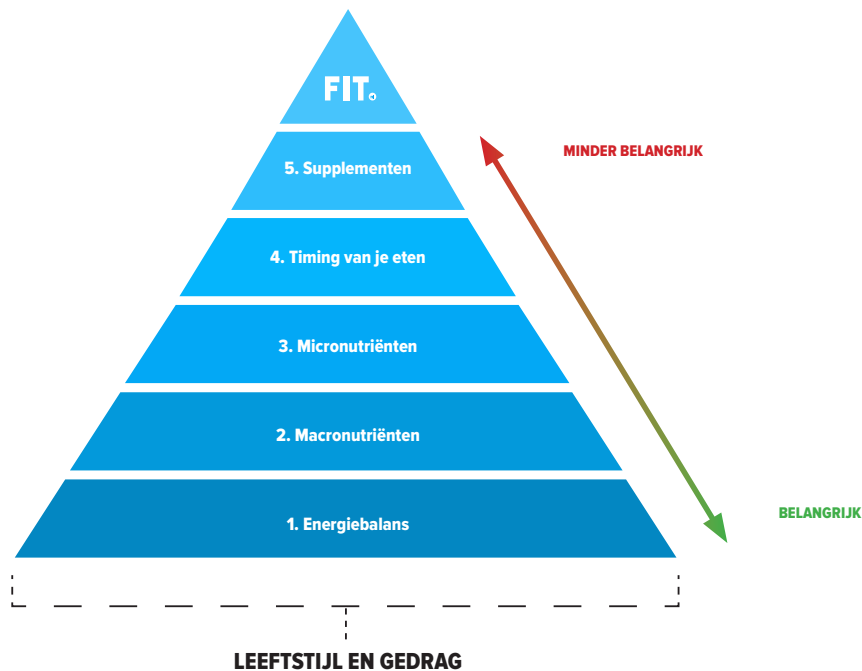 FIT.
MINDER BELANGRIJK
5. Supplementen
4. Timing van je eten
3. Micronutriënten
2. Macronutriënten
BELANGRIJK
1. Energiebalans
LEEFTSTIJL EN GEDRAG